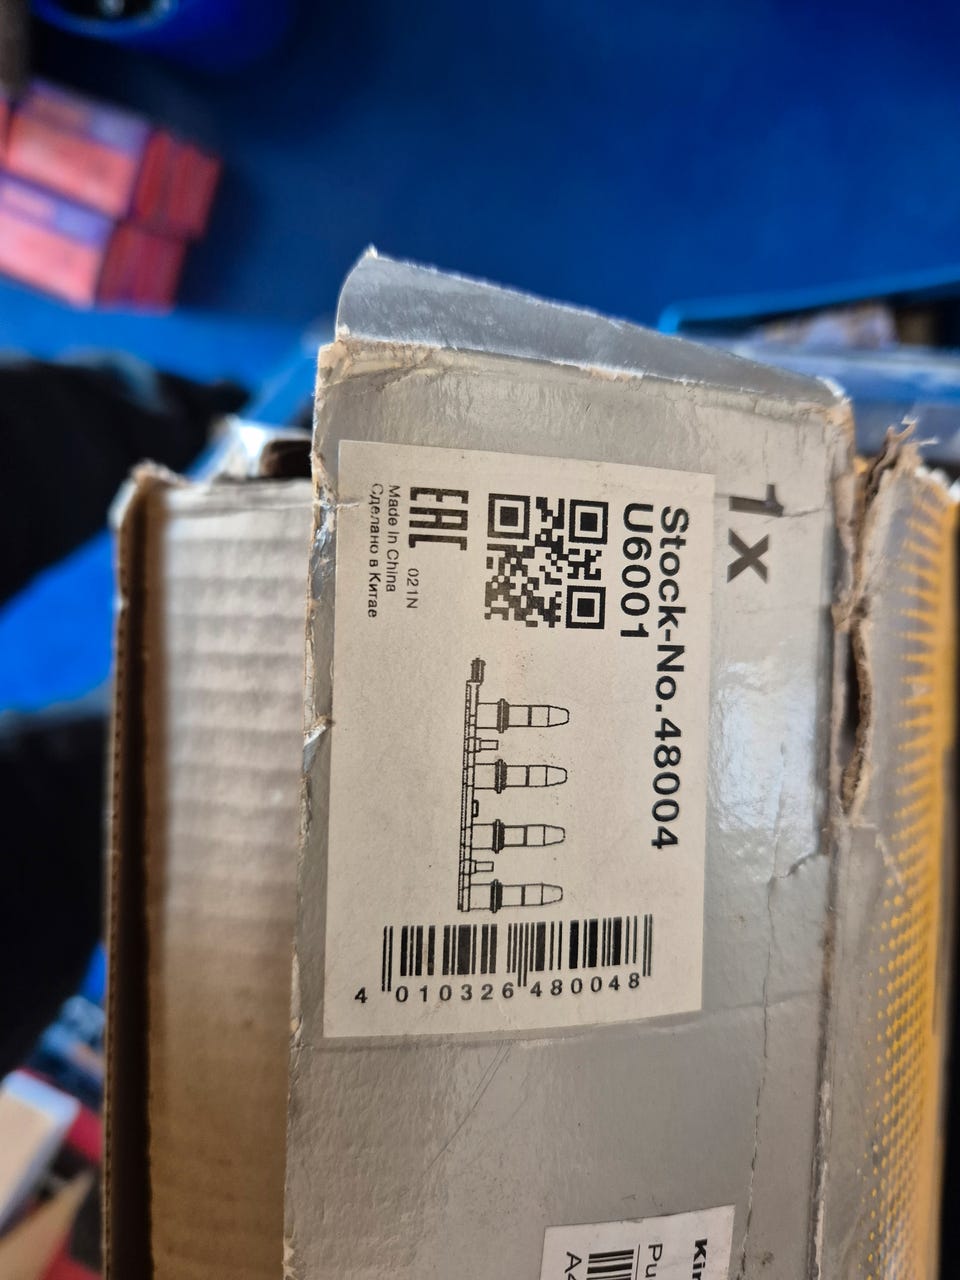 1x
Stock-No.48004
U6001
EAC 021N
Made in China
Сделано в Китае
4 010326 480048